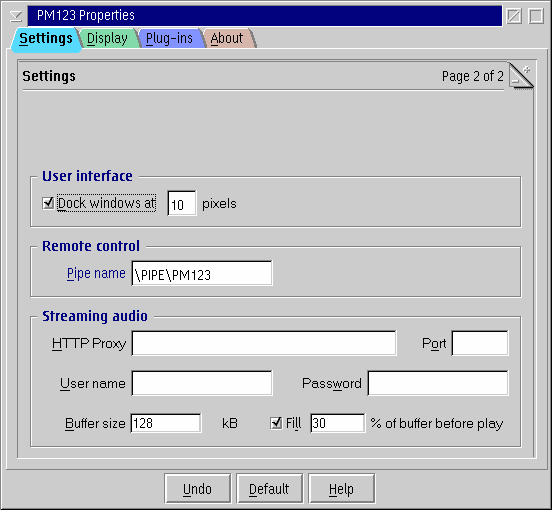 PM123 Properties
Settings Display Plug-ins About
Settings Page 2 of 2
User interface
Dock windows at 10 pixels
Remote control
Pipe name \PIPE\PM123
Streaming audio
HTTP Proxy Port
User name Password
Buffer size 128 kB Fill 30 % of buffer before play
Undo Default Help